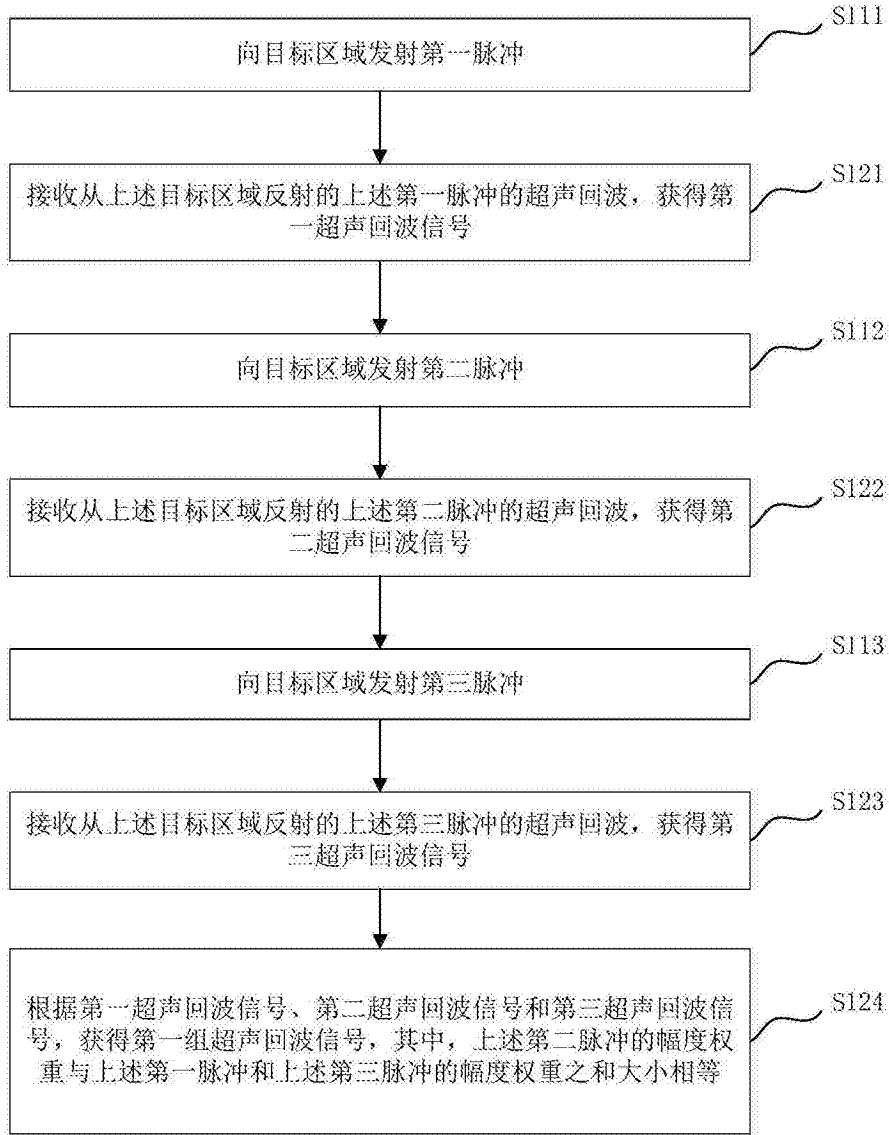 S111
向目标区域发射第一脉冲
S121
接收从上述目标区域反射的上述第一脉冲的超声回波，获得第
一超声回波信号
S112
向目标区域发射第二脉冲
S122
接收从上述目标区域反射的上述第二脉冲的超声回波，获得第
二超声回波信号
S113
向目标区域发射第三脉冲
S123
接收从上述目标区域反射的上述第三脉冲的超声回波，获得第
三超声回波信号
S124
根据第一超声回波信号、第二超声回波信号和第三超声回波信
号，获得第一组超声回波信号，其中，上述第二脉冲的幅度权
重与上述第一脉冲和上述第三脉冲的幅度权重之和大小相等